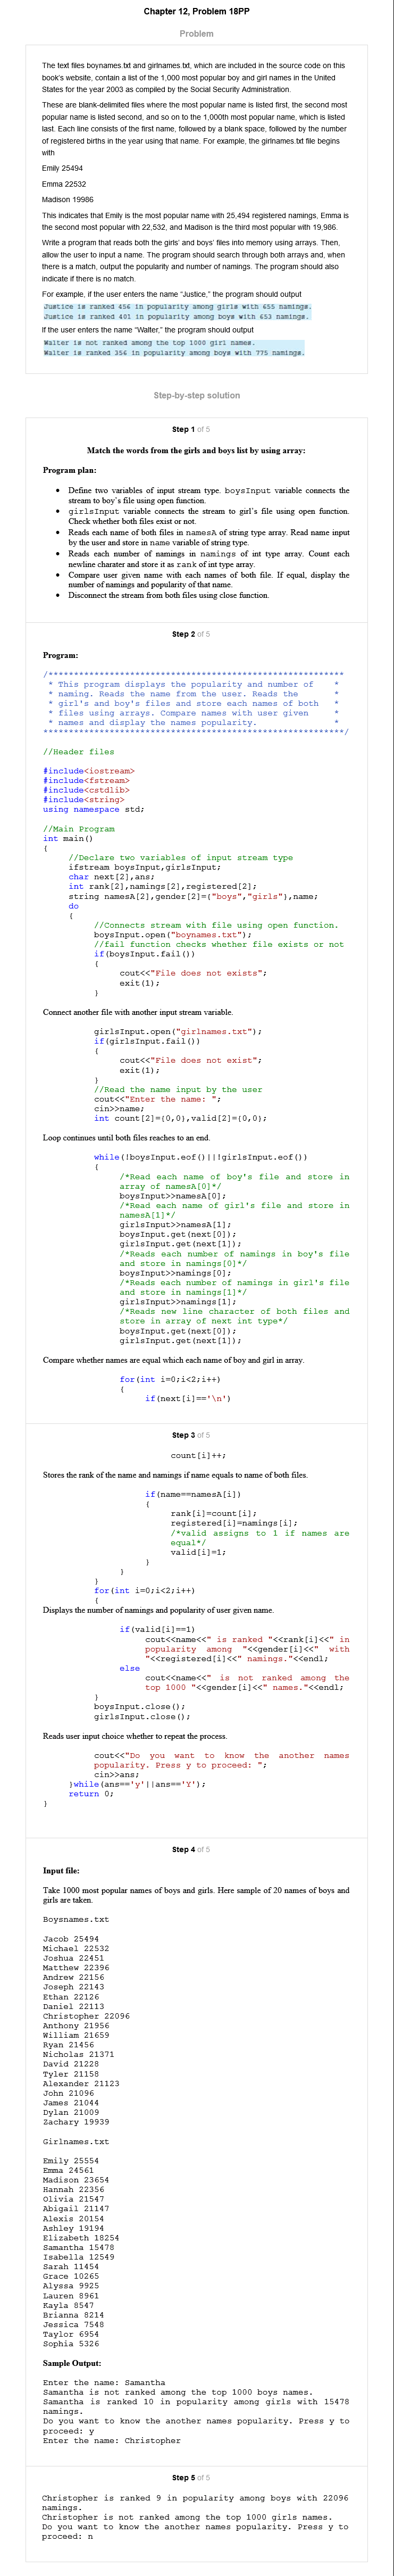 Chapter 12, Problem 18PP
Problem
The text files boynames.txt and girlnames.txt, which are included in the source code on this
book's website, contain a list of the 1,000 most popular boy and girl names in the United
States for the year 2003 as compiled by the Social Security Administration.
These are blank-delimited files where the most popular name is listed first, the second most
popular name is listed second, and so on to the 1,000th most popular name, which is listed
last. Each line consists of the first name, followed by a blank space, followed by the number
of registered births in the year using that name. For example, the girlnames.txt file begins
with
Emily 25494
Emma 22532
Madison 19986
This indicates that Emily is the most popular name with 25,494 registered namings, Emma is
the second most popular with 22,532, and Madison is the third most popular with 19,986.
Write a program that reads both the girls' and boys' files into memory using arrays. Then,
allow the user to input a name. The program should search through both arrays and, when
there is a match, output the popularity and number of namings. The program should also
indicate if there is no match.
For example, if the user enters the name "Justice," the program should output
Justice is ranked 456 in popularity among girls with 655 namings.
Justice is ranked 401 in popularity among boys with 653 namings.
If the user enters the name "Walter," the program should output
Walter is not ranked among the top 1000 girl names.
Walter is ranked 356 in popularity among boys with 775 namings.
Step-by-step solution
Step 1 of 5
Match the words from the girls and boys list by using array:
Program plan:
• Define two variables of input stream type. boysInput variable connects the
stream to boy's file using open function.
• girlsInput variable connects the stream to girl's file using open function.
Check whether both files exist or not.
• Reads each name of both files in namesA of string type array. Read name input
by the user and store in name variable of string type.
• Reads each number of namings in namings of int type array. Count each
newline charater and store it as rank of int type array.
• Compare user given name with each names of both file. If equal, display the
number of namings and popularity of that name.
• Disconnect the stream from both files using close function.
Step 2 of 5
Program:
/**********************************************************
* This program displays the popularity and number of *
* naming. Reads the name from the user. Reads the *
* girl's and boy's files and store each names of both *
* files using arrays. Compare names with user given *
* names and display the names popularity. *
**********************************************************/
//Header files
#include<iostream>
#include<fstream>
#include<cstdlib>
#include<string>
using namespace std;
//Main Program
int main()
{
//Declare two variables of input stream type
ifstream boysInput,girlsInput;
char next[2],ans;
int rank[2],namings[2],registered[2];
string namesA[2],gender[2]={"boys","girls"},name;
do
{
//Connects stream with file using open function.
boysInput.open("boynames.txt");
//fail function checks whether file exists or not
if(boysInput.fail())
{
cout<<"File does not exists";
exit(1);
}
Connect another file with another input stream variable.
girlsInput.open("girlnames.txt");
if(girlsInput.fail())
{
cout<<"File does not exist";
exit(1);
}
//Read the name input by the user
cout<<"Enter the name: ";
cin>>name;
int count[2]={0,0},valid[2]={0,0};
Loop continues until both files reaches to an end.
while(!boysInput.eof()||!girlsInput.eof())
{
/*Read each name of boy's file and store in
array of namesA[0]*/
boysInput>>namesA[0];
/*Read each name of girl's file and store in
namesA[1]*/
girlsInput>>namesA[1];
boysInput.get(next[0]);
girlsInput.get(next[1]);
/*Reads each number of namings in boy's file
and store in namings[0]*/
boysInput>>namings[0];
/*Reads each number of namings in girl's file
and store in namings[1]*/
girlsInput>>namings[1];
/*Reads new line character of both files and
store in array of next int type*/
boysInput.get(next[0]);
girlsInput.get(next[1]);
Compare whether names are equal which each name of boy and girl in array.
for(int i=0;i<2;i++)
{
if(next[i]=='\n')
Step 3 of 5
count[i]++;
Stores the rank of the name and namings if name equals to name of both files.
if(name==namesA[i])
{
rank[i]=count[i];
registered[i]=namings[i];
/*valid assigns to 1 if names are
equal*/
valid[i]=1;
}
}
}
for(int i=0;i<2;i++)
{
Displays the number of namings and popularity of user given name.
if(valid[i]==1)
cout<<name<<" is ranked "<<rank[i]<<" in
popularity among "<<gender[i]<<" with
"<<registered[i]<<" namings."<<endl;
else
cout<<name<<" is not ranked among the
top 1000 "<<gender[i]<<" names."<<endl;
}
boysInput.close();
girlsInput.close();
Reads user input choice whether to repeat the process.
cout<<"Do you want to know the another names
popularity. Press y to proceed: ";
cin>>ans;
}while(ans=='y'||ans=='Y');
return 0;
}
Step 4 of 5
Input file:
Take 1000 most popular names of boys and girls. Here sample of 20 names of boys and
girls are taken.
Boysnames.txt
Jacob 25494
Michael 22532
Joshua 22451
Matthew 22396
Andrew 22156
Joseph 22143
Ethan 22126
Daniel 22113
Christopher 22096
Anthony 21956
William 21659
Ryan 21456
Nicholas 21371
David 21228
Tyler 21158
Alexander 21123
John 21096
James 21044
Dylan 21009
Zachary 19939
Girlnames.txt
Emily 25554
Emma 24561
Madison 23654
Hannah 22356
Olivia 21547
Abigail 21147
Alexis 20154
Ashley 19194
Elizabeth 18254
Samantha 15478
Isabella 12549
Sarah 11454
Grace 10265
Alyssa 9925
Lauren 8961
Kayla 8547
Brianna 8214
Jessica 7548
Taylor 6954
Sophia 5326
Sample Output:
Enter the name: Samantha
Samantha is not ranked among the top 1000 boys names.
Samantha is ranked 10 in popularity among girls with 15478
namings.
Do you want to know the another names popularity. Press y to
proceed: y
Enter the name: Christopher
Step 5 of 5
Christopher is ranked 9 in popularity among boys with 22096
namings.
Christopher is not ranked among the top 1000 girls names.
Do you want to know the another names popularity. Press y to
proceed: n